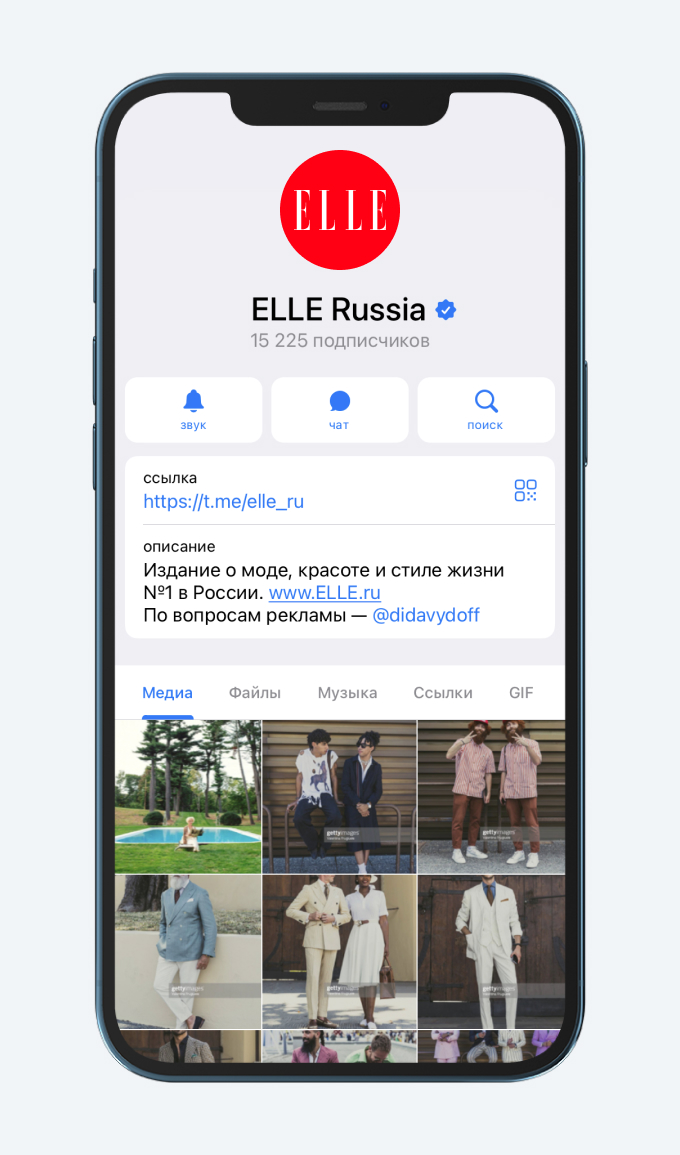 ELLE
ELLE Russia
15 225 подписчиков
звук
чат
поиск
ссылка
https://t.me/elle_ru
описание
Издание о моде, красоте и стиле жизни
№1 в России. www.ELLE.ru
По вопросам рекламы — @didavydoff
Медиа
Файлы
Музыка
Ссылки
GIF
gettyimages
gettyimages
gettyimages
gettyimages
gettyimages